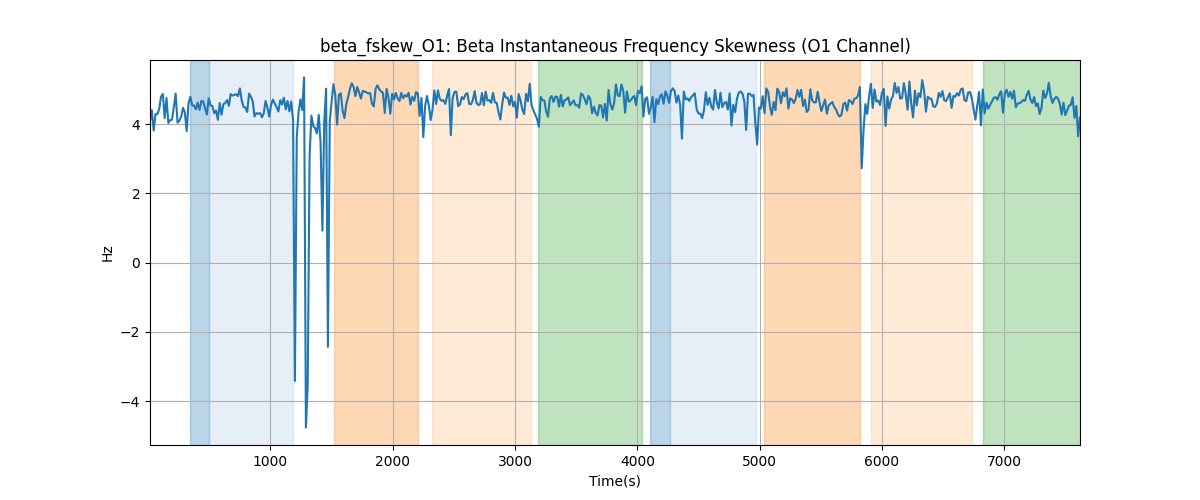 beta_fskew_O1: Beta Instantaneous Frequency Skewness (O1 Channel)
Hz
4
2
0
−2
−4
1000 2000 3000 4000 5000 6000 7000
Time(s)